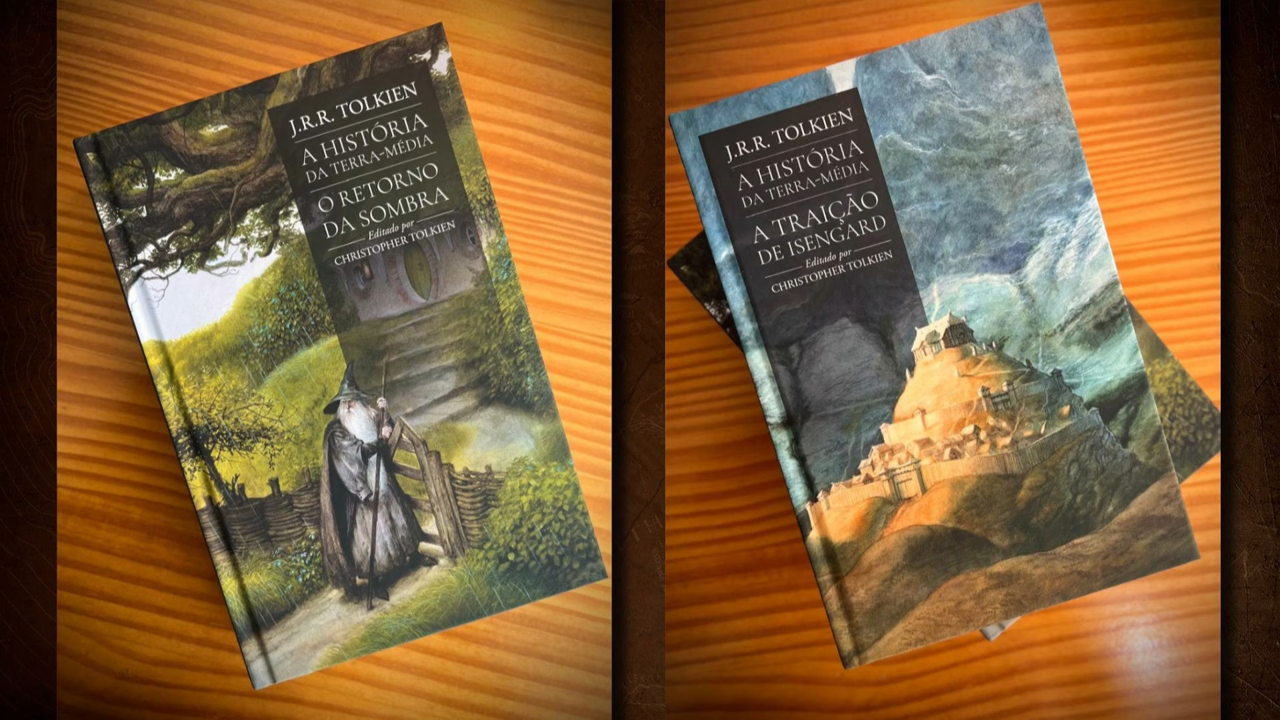 J.R.R. TOLKIEN
A HISTÓRIA
DA TERRA-MÉDIA
O RETORNO
DA SOMBRA
Editado por
CHRISTOPHER TOLKIEN
J.R.R. TOLKIEN
A HISTÓRIA
DA TERRA-MÉDIA
A TRAIÇÃO
DE ISENGARD
Editado por
CHRISTOPHER TOLKIEN